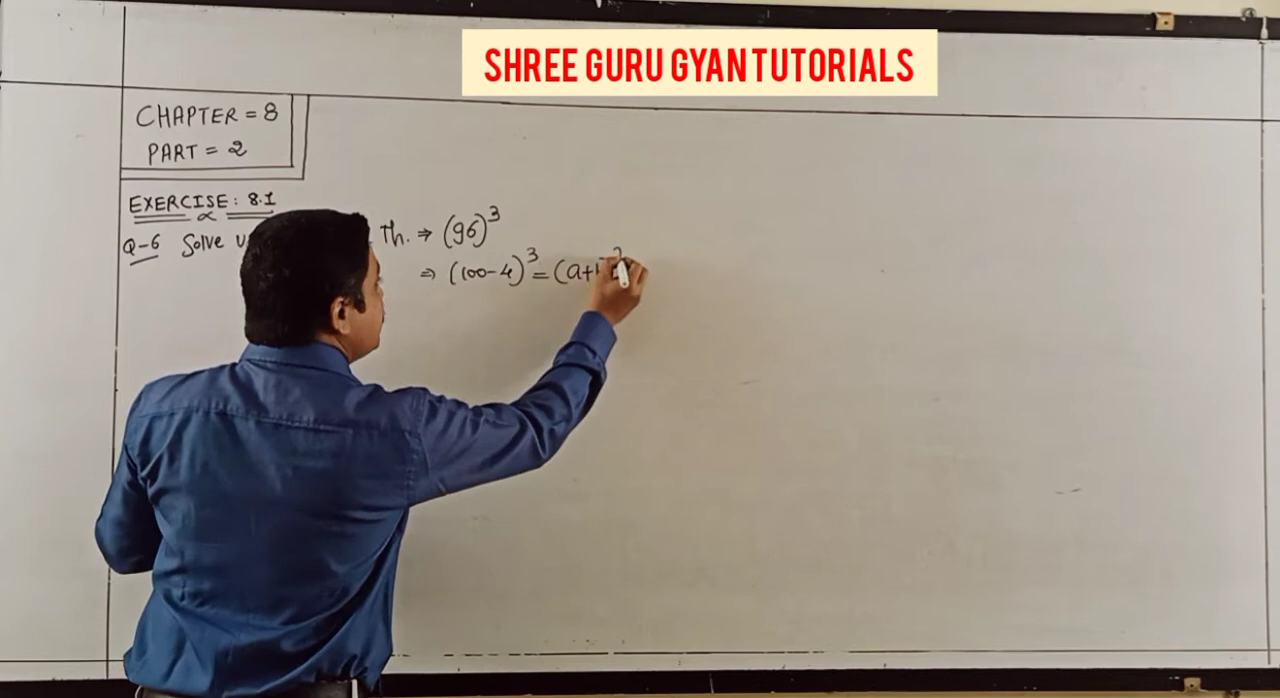 SHREE GURU GYAN TUTORIALS
CHAPTER = 8
PART = 2
EXERCISE: 8.1
Q-6 Solve Th. ⇒ (96)³
⇒ (100-4)³ = (a+